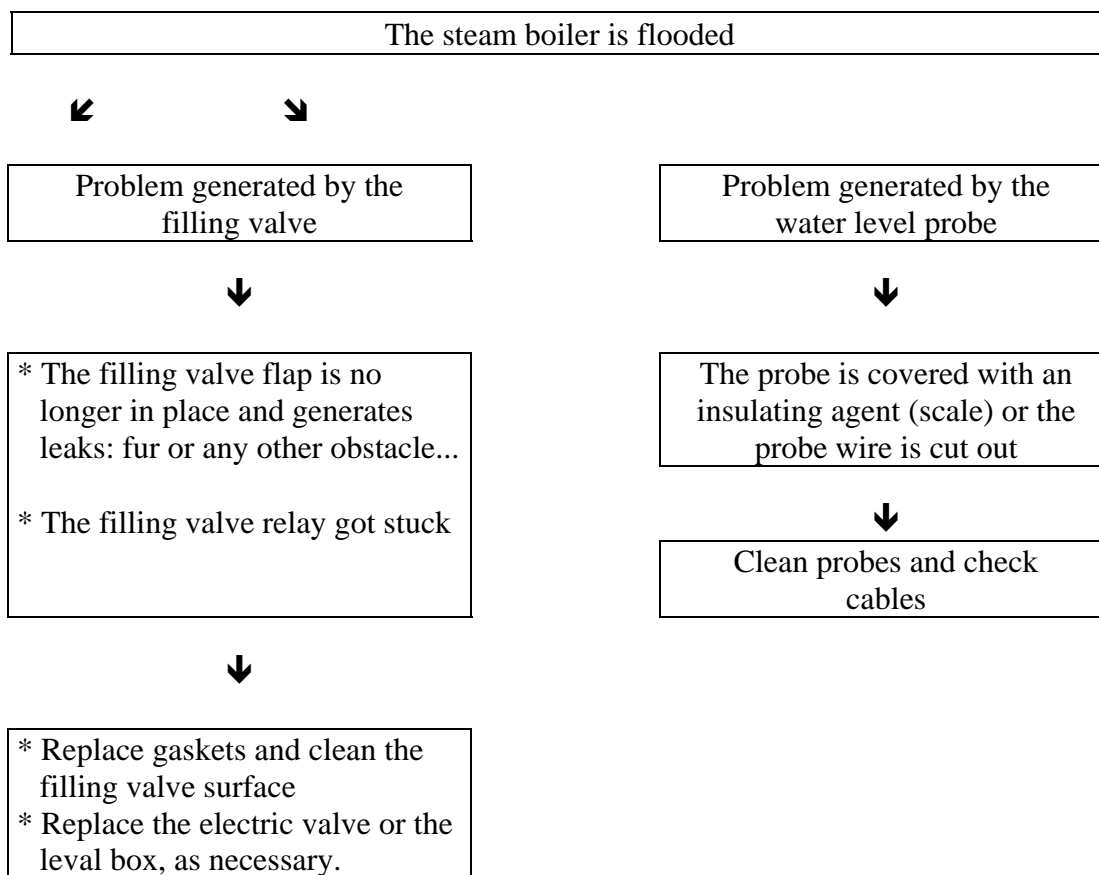 The steam boiler is flooded
Problem generated by the
filling valve
Problem generated by the
water level probe
* The filling valve flap is no
longer in place and generates
leaks: fur or any other obstacle...
* The filling valve relay got stuck
The probe is covered with an
insulating agent (scale) or the
probe wire is cut out
Clean probes and check
cables
* Replace gaskets and clean the
filling valve surface
* Replace the electric valve or the
leval box, as necessary.